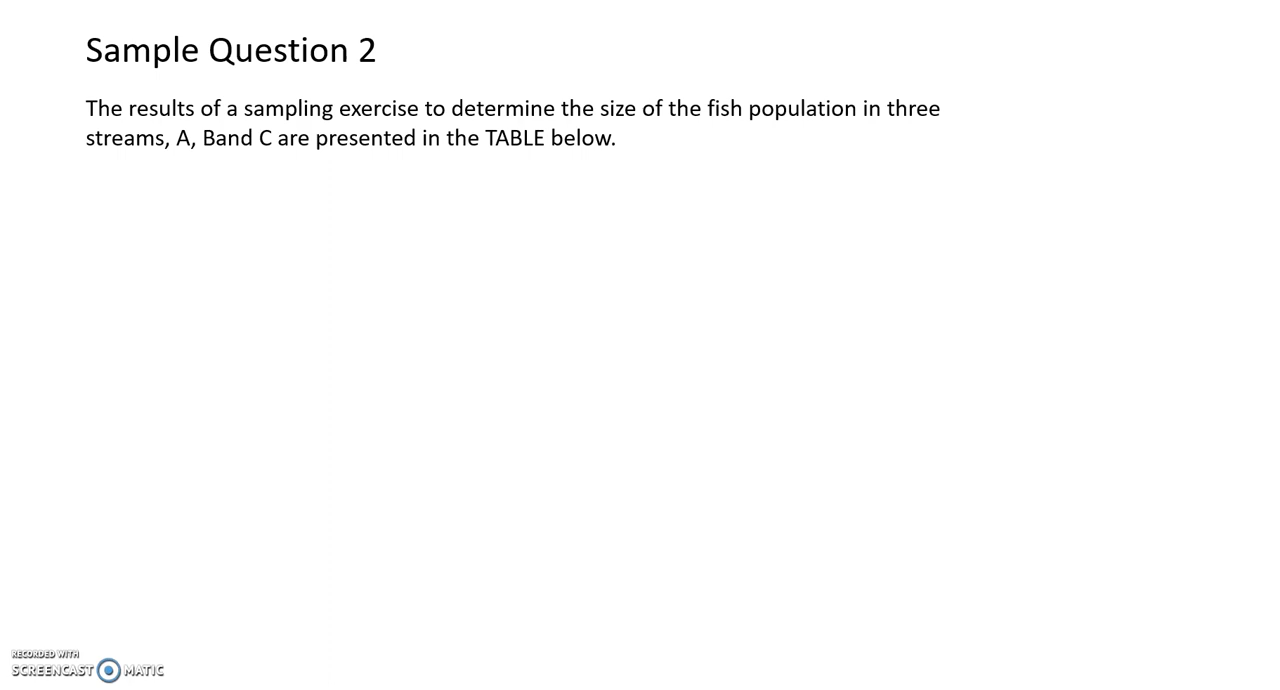 Sample Question 2
The results of a sampling exercise to determine the size of the fish population in three
streams, A, Band C are presented in the TABLE below.
RECORDED WITH
SCREENCAST MATIC